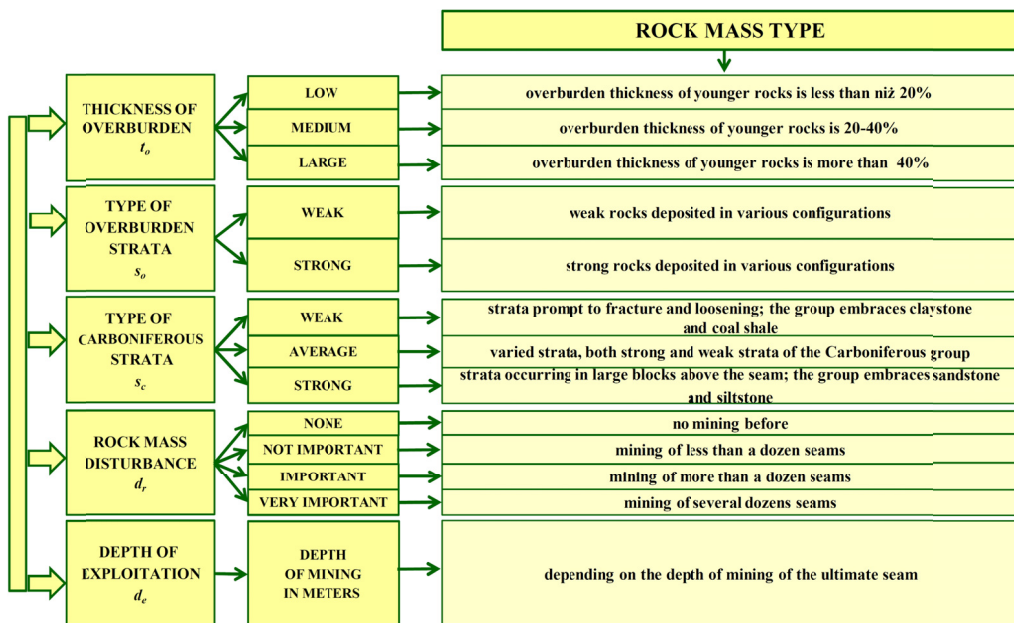 ROCK MASS TYPE
THICKNESS OF
OVERBURDEN
t_o
LOW
overburden thickness of younger rocks is less than niż 20%
MEDIUM
overburden thickness of younger rocks is 20-40%
LARGE
overburden thickness of younger rocks is more than 40%
TYPE OF
OVERBURDEN
STRATA
s_o
WEAK
weak rocks deposited in various configurations
STRONG
strong rocks deposited in various configurations
TYPE OF
CARBONIFEROUS
STRATA
s_c
WEAK
strata prompt to fracture and loosening; the group embraces claystone
and coal shale
AVERAGE
varied strata, both strong and weak strata of the Carboniferous group
STRONG
strata occurring in large blocks above the seam; the group embraces sandstone
and siltstone
ROCK MASS
DISTURBANCE
d_r
NONE
no mining before
NOT IMPORTANT
mining of less than a dozen seams
IMPORTANT
mining of more than a dozen seams
VERY IMPORTANT
mining of several dozens seams
DEPTH OF
EXPLOITATION
d_e
DEPTH
OF MINING
IN METERS
depending on the depth of mining of the ultimate seam